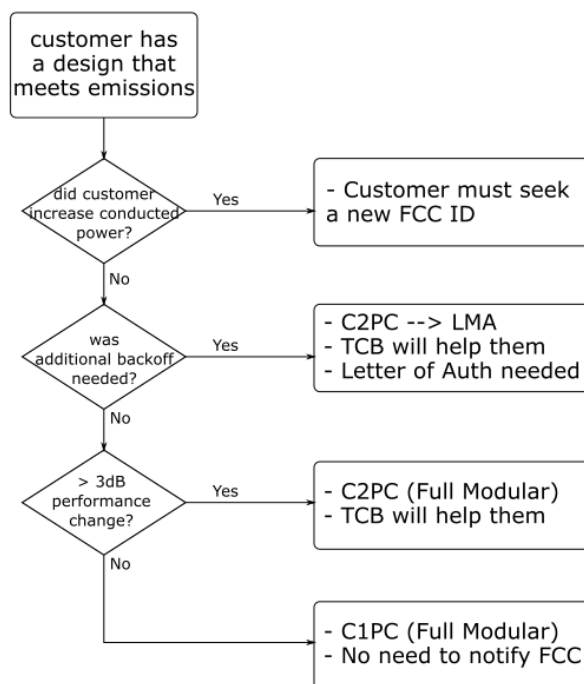 customer has
a design that
meets emissions
did customer
increase conducted
power?
Yes
- Customer must seek
a new FCC ID
No
was
additional backoff
needed?
Yes
- C2PC --> LMA
- TCB will help them
- Letter of Auth needed
No
> 3dB
performance
change?
Yes
- C2PC (Full Modular)
- TCB will help them
No
- C1PC (Full Modular)
- No need to notify FCC